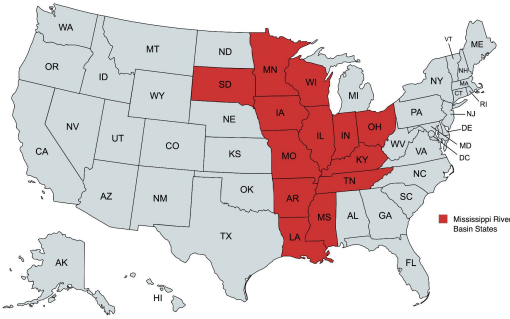 WA
OR
CA
NV
ID
MT
WY
UT
AZ
CO
NM
ND
SD
NE
KS
OK
TX
MN
IA
MO
AR
LA
WI
IL
IN
MI
OH
KY
TN
MS
AL
GA
FL
SC
NC
VA
WV
PA
NY
VT
NH
ME
MA
CT
RI
NJ
DE
MD
DC
AK
HI
Mississippi River
Basin States